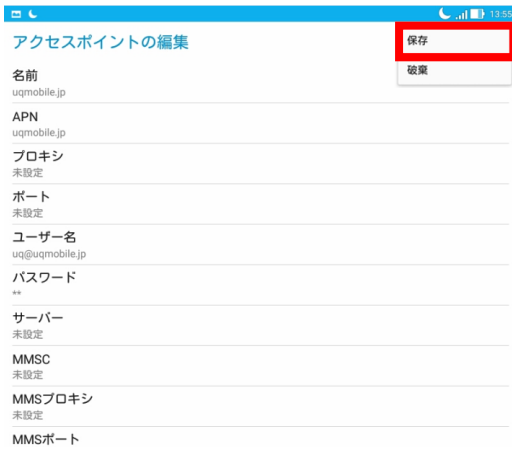 13:55
アクセスポイントの編集
保存
破棄
名前
uqmobile.jp
APN
uqmobile.jp
プロキシ
未設定
ポート
未設定
ユーザー名
uq@uqmobile.jp
パスワード
**
サーバー
未設定
MMSC
未設定
MMSプロキシ
未設定
MMSポート